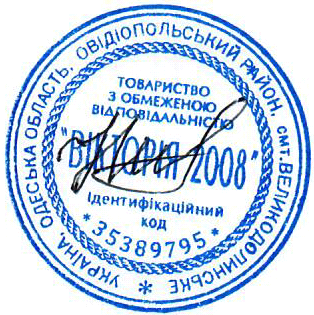 УКРАЇНА, ОДЕСЬКА ОБЛАСТЬ, ОВІДІОПОЛЬСЬКИЙ РАЙОН, смт.ВЕЛИКОДОЛИНСЬКЕ *
ТОВАРИСТВО
З ОБМЕЖЕНОЮ
ВІДПОВІДАЛЬНІСТЮ
"ВІКТОРІЯ 2008"
Ідентифікаційний
код
* 35389795 *